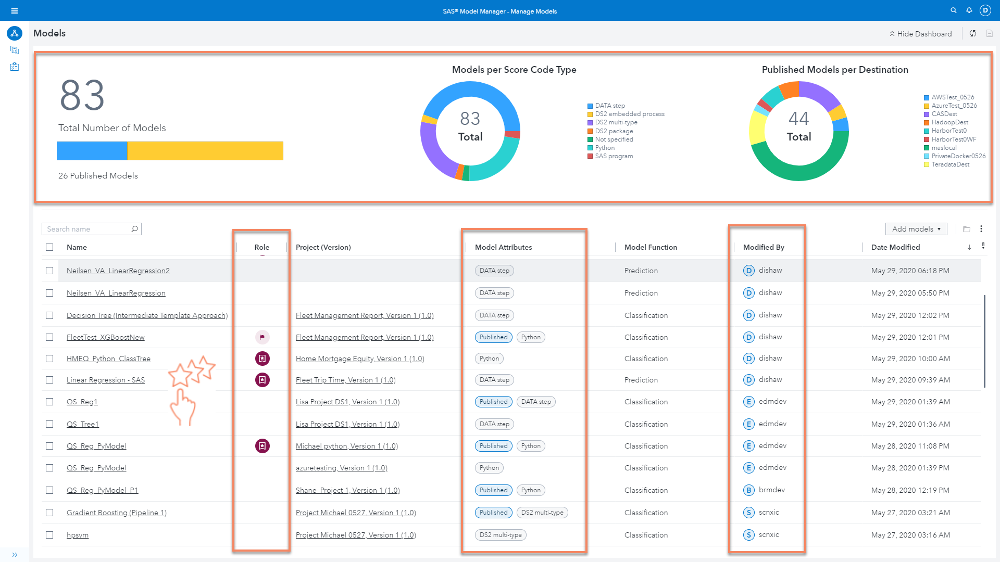 SAS® Model Manager - Manage Models
D
Models
Hide Dashboard
83
Total Number of Models
26 Published Models
Models per Score Code Type
83
Total
DATA step
DS2 embedded process
DS2 multi-type
DS2 package
Not specified
Python
SAS program
Published Models per Destination
44
Total
AWSTest_0526
AzureTest_0526
CASDest
HadoopDest
HarborTest0
HarborTest0WF
maslocal
PrivateDocker0526
TeradataDest
Search name
Add models
Name Role Project (Version) Model Attributes Model Function Modified By Date Modified
Neilsen_VA_LinearRegression2 DATA step Prediction D dishaw May 29, 2020 06:18 PM
Neilsen_VA_LinearRegression DATA step Prediction D dishaw May 29, 2020 05:50 PM
Decision Tree (Intermediate Template Approach) Fleet Management Report, Version 1 (1.0) DATA step Classification D dishaw May 29, 2020 12:02 PM
FleetTest_XGBoostNew Fleet Management Report, Version 1 (1.0) Published Python Classification D dishaw May 29, 2020 12:01 PM
HMEQ_Python_ClassTree Home Mortgage Equity, Version 1 (1.0) Python Classification D dishaw May 29, 2020 10:00 AM
Linear Regression - SAS Fleet Trip Time, Version 1 (1.0) DATA step Prediction D dishaw May 29, 2020 09:39 AM
QS_Reg1 Lisa Project DS1, Version 1 (1.0) Published DATA step Classification E edmdev May 29, 2020 01:39 AM
QS_Tree1 Lisa Project DS1, Version 1 (1.0) DATA step Classification E edmdev May 29, 2020 01:36 AM
QS_Reg_PyModel Michael python, Version 1 (1.0) Published Python Classification E edmdev May 28, 2020 11:08 PM
QS_Reg_PyModel azuretesting, Version 1 (1.0) Python Classification E edmdev May 28, 2020 01:39 PM
QS_Reg_PyModel_P1 Shane_Project 1, Version 1 (1.0) Published Python Classification B brmdev May 28, 2020 12:19 PM
Gradient Boosting (Pipeline 1) Project Michael 0527, Version 1 (1.0) Published DS2 multi-type Classification S scnxic May 27, 2020 03:21 AM
hpsvm Project Michael 0527, Version 1 (1.0) DS2 multi-type Classification S scnxic May 27, 2020 03:16 AM